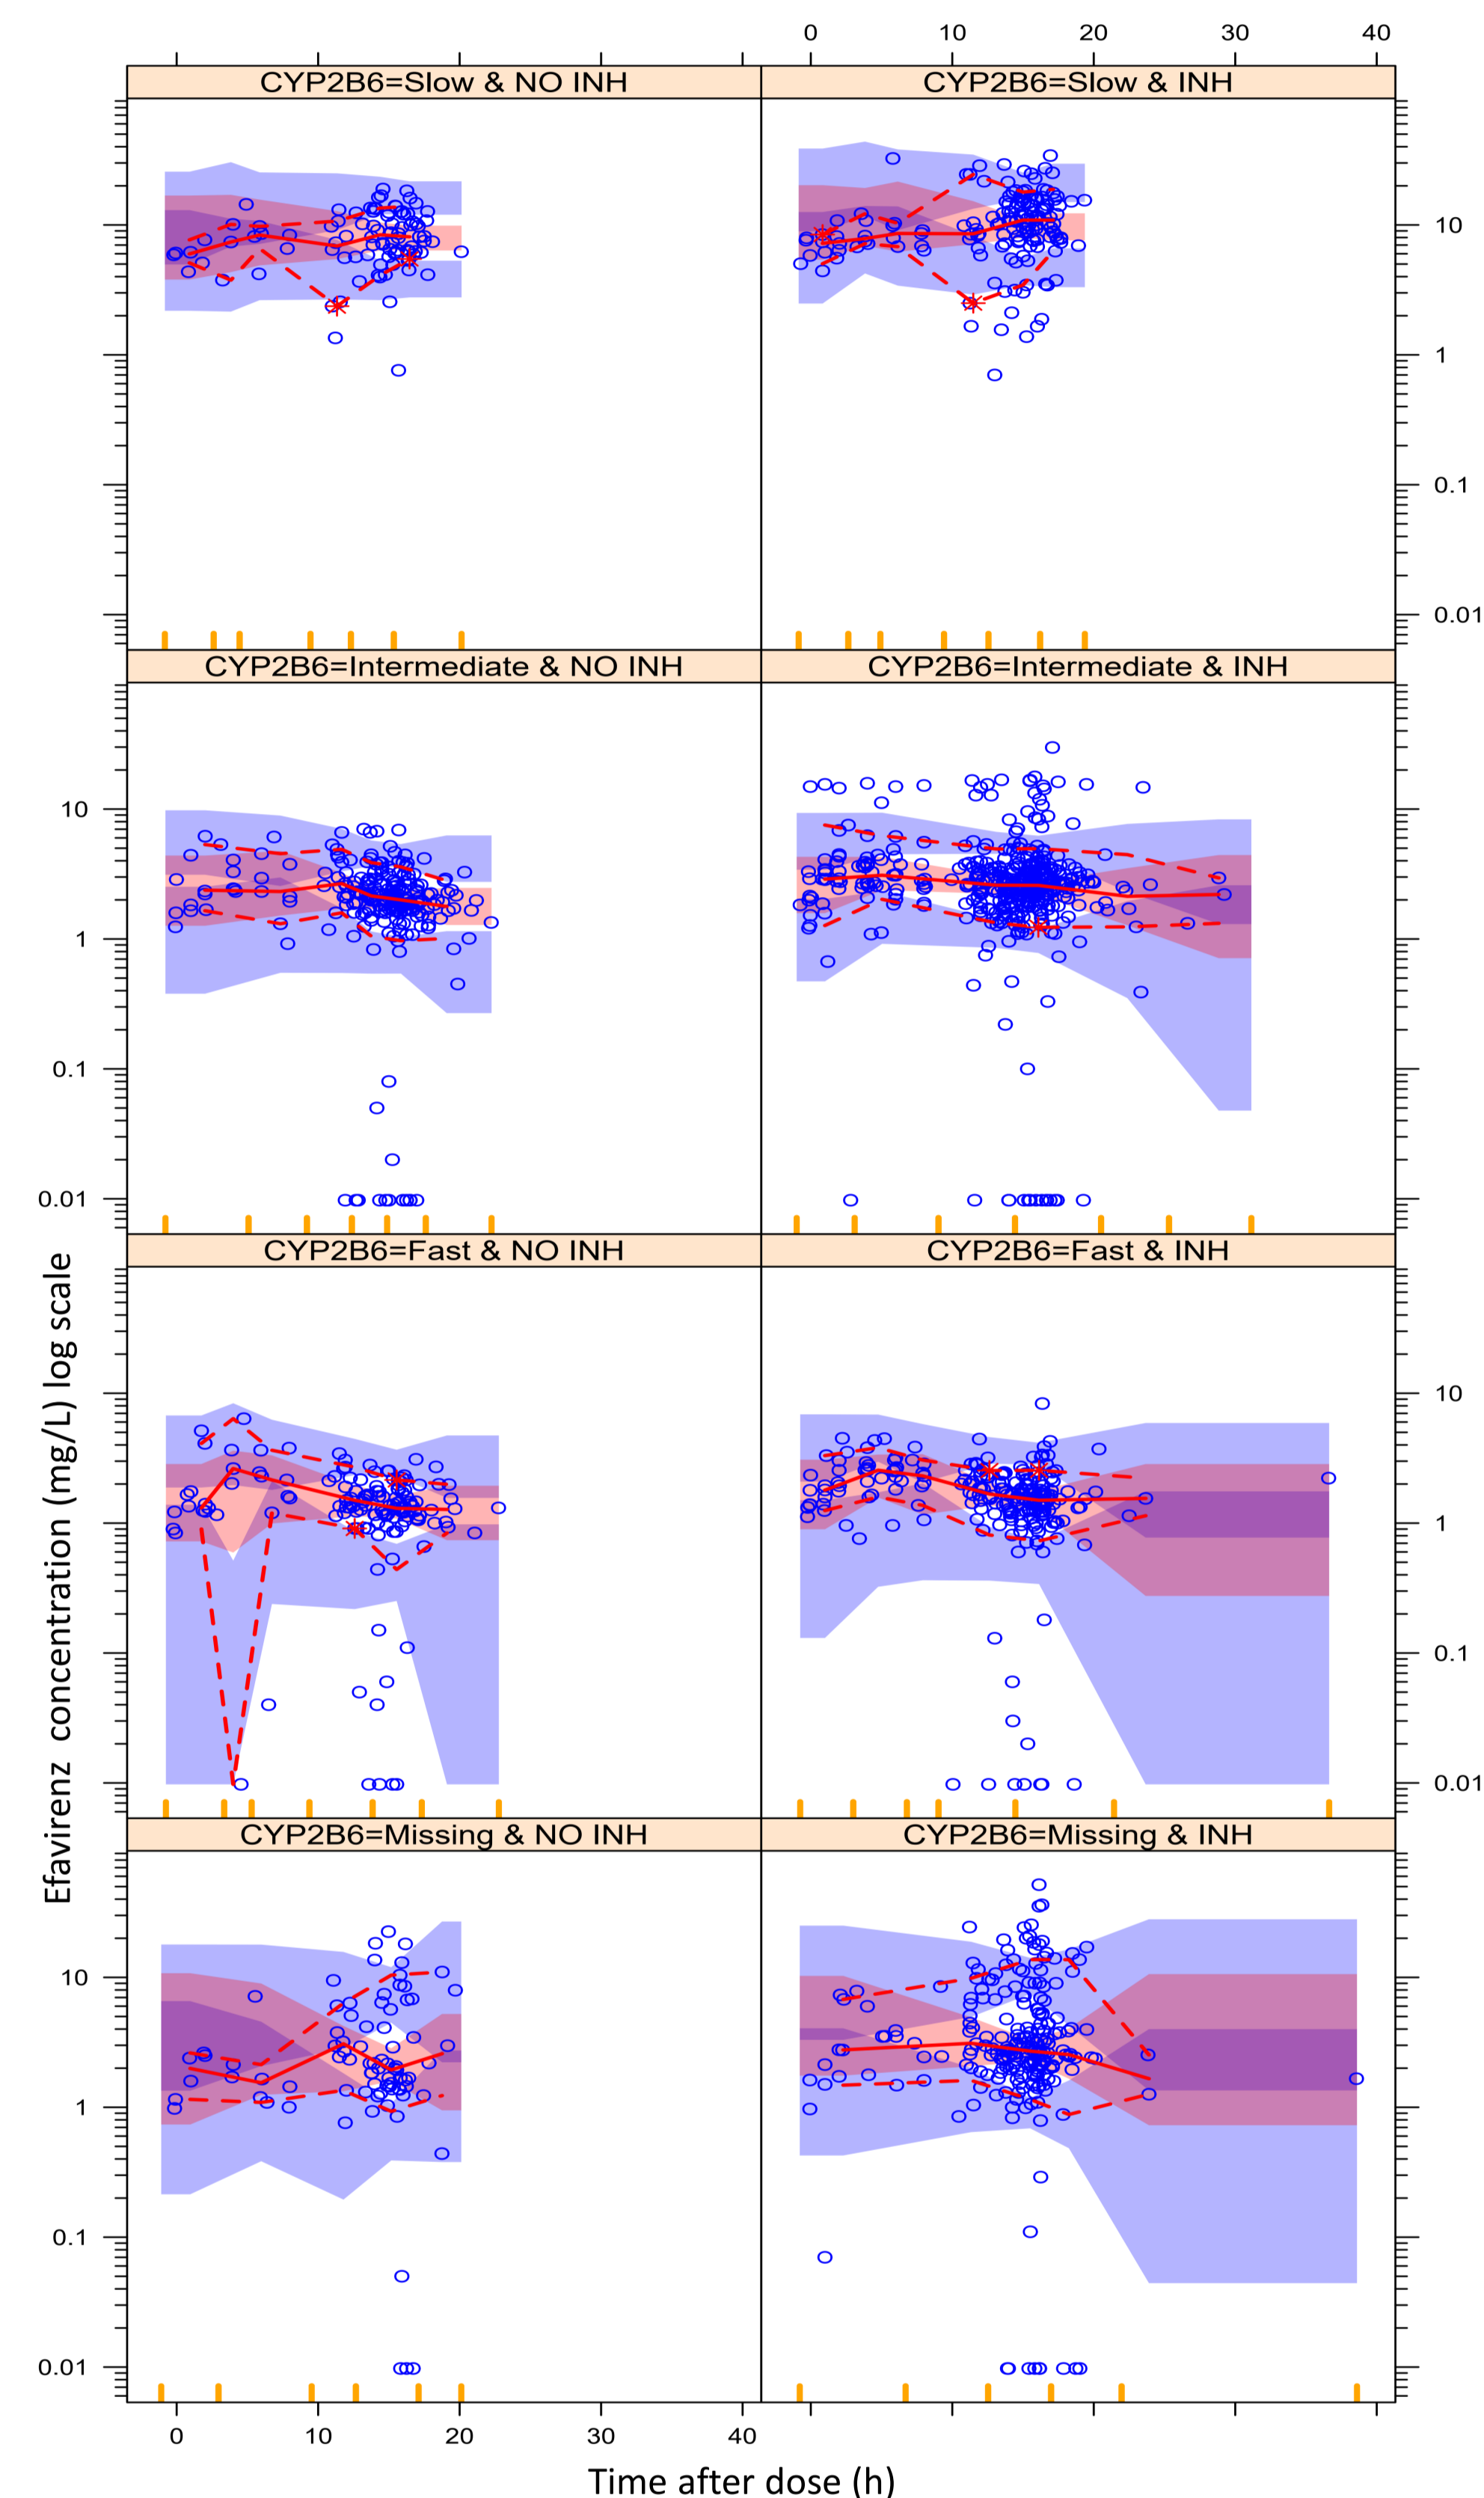 0 10 20 30 40
CYP2B6=Slow & NO INH CYP2B6=Slow & INH
10
1
0.1
0.01
CYP2B6=Intermediate & NO INH CYP2B6=Intermediate & INH
10
1
0.1
0.01
CYP2B6=Fast & NO INH CYP2B6=Fast & INH
10
1
0.1
0.01
Efavirenz concentration (mg/L) log scale
CYP2B6=Missing & NO INH CYP2B6=Missing & INH
10
1
0.1
0.01
0 10 20 30 40
Time after dose (h)